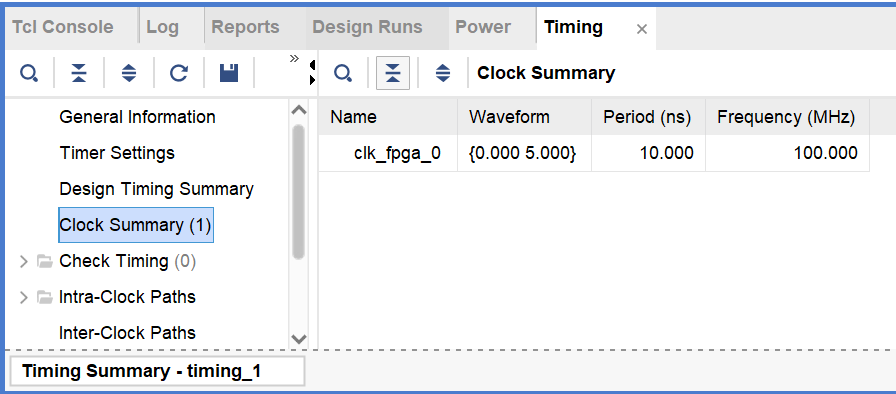 Tcl Console Log Reports Design Runs Power Timing ×
» Clock Summary
General Information
Timer Settings
Design Timing Summary
Clock Summary (1)
Check Timing (0)
Intra-Clock Paths
Inter-Clock Paths
Name Waveform Period (ns) Frequency (MHz)
clk_fpga_0 {0.000 5.000} 10.000 100.000
Timing Summary - timing_1